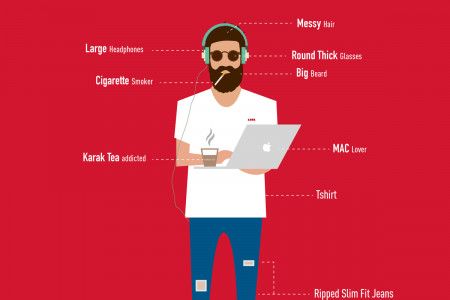 Messy Hair
Large Headphones
Round Thick Glasses
Big Beard
Cigarette Smoker
MAC Lover
Karak Tea addicted
Tshirt
Ripped Slim Fit Jeans